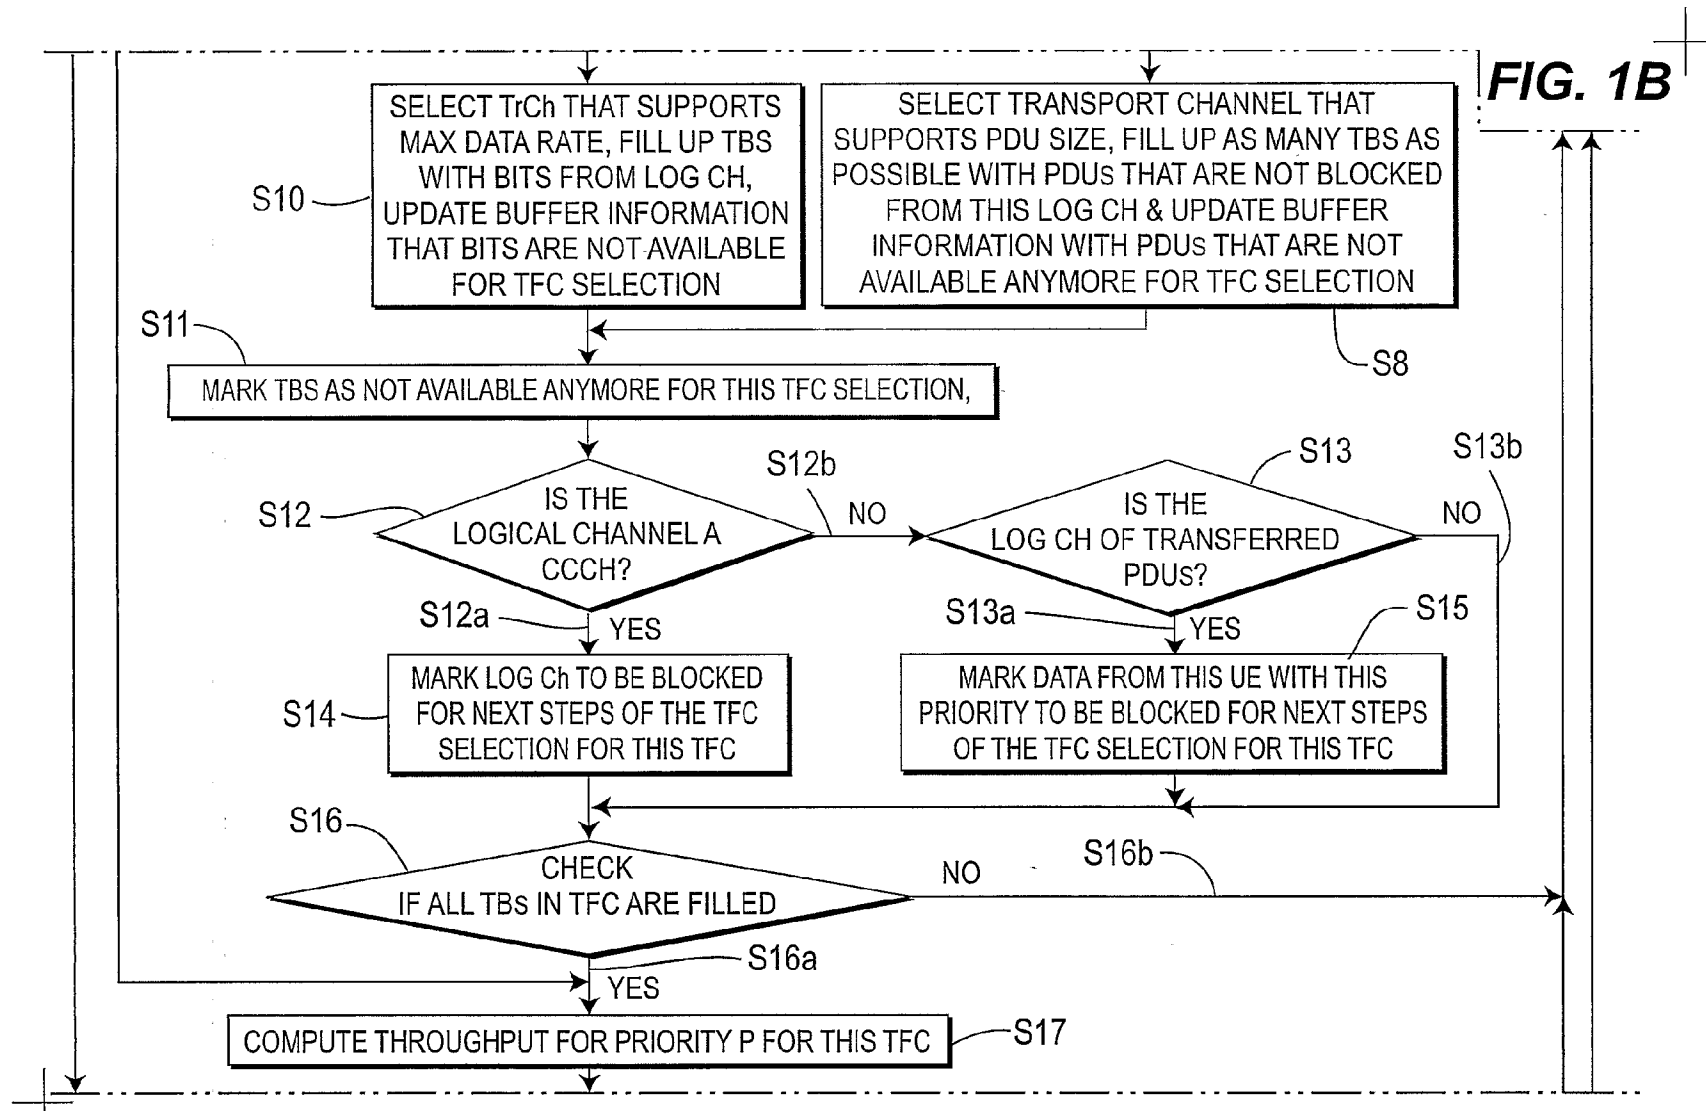 FIG. 1B
SELECT TrCh THAT SUPPORTS
MAX DATA RATE, FILL UP TBS
WITH BITS FROM LOG CH,
UPDATE BUFFER INFORMATION
THAT BITS ARE NOT AVAILABLE
FOR TFC SELECTION
S10
SELECT TRANSPORT CHANNEL THAT
SUPPORTS PDU SIZE, FILL UP AS MANY TBS AS
POSSIBLE WITH PDUs THAT ARE NOT BLOCKED
FROM THIS LOG CH & UPDATE BUFFER
INFORMATION WITH PDUs THAT ARE NOT
AVAILABLE ANYMORE FOR TFC SELECTION
S8
S11
MARK TBS AS NOT AVAILABLE ANYMORE FOR THIS TFC SELECTION,
S12
IS THE
LOGICAL CHANNEL A
CCCH?
S12b
NO
S13
IS THE
LOG CH OF TRANSFERRED
PDUs?
S13b
NO
S12a
YES
S13a
YES
S15
S14
MARK LOG Ch TO BE BLOCKED
FOR NEXT STEPS OF THE TFC
SELECTION FOR THIS TFC
MARK DATA FROM THIS UE WITH THIS
PRIORITY TO BE BLOCKED FOR NEXT STEPS
OF THE TFC SELECTION FOR THIS TFC
S16
CHECK
IF ALL TBs IN TFC ARE FILLED
NO
S16b
S16a
YES
COMPUTE THROUGHPUT FOR PRIORITY P FOR THIS TFC
S17